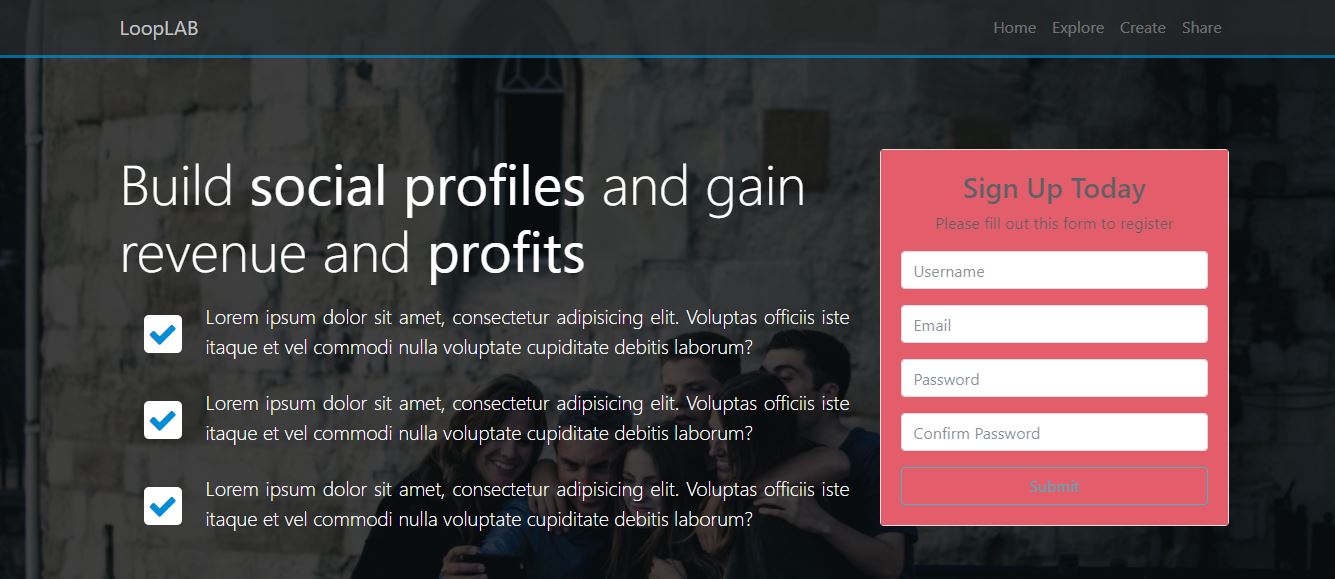 LoopLAB
Home Explore Create Share
Build social profiles and gain
revenue and profits
Lorem ipsum dolor sit amet, consectetur adipisicing elit. Voluptas officiis iste
itaque et vel commodi nulla voluptate cupiditate debitis laborum?
Lorem ipsum dolor sit amet, consectetur adipisicing elit. Voluptas officiis iste
itaque et vel commodi nulla voluptate cupiditate debitis laborum?
Lorem ipsum dolor sit amet, consectetur adipisicing elit. Voluptas officiis iste
itaque et vel commodi nulla voluptate cupiditate debitis laborum?
Sign Up Today
Please fill out this form to register
Username
Email
Password
Confirm Password
Submit